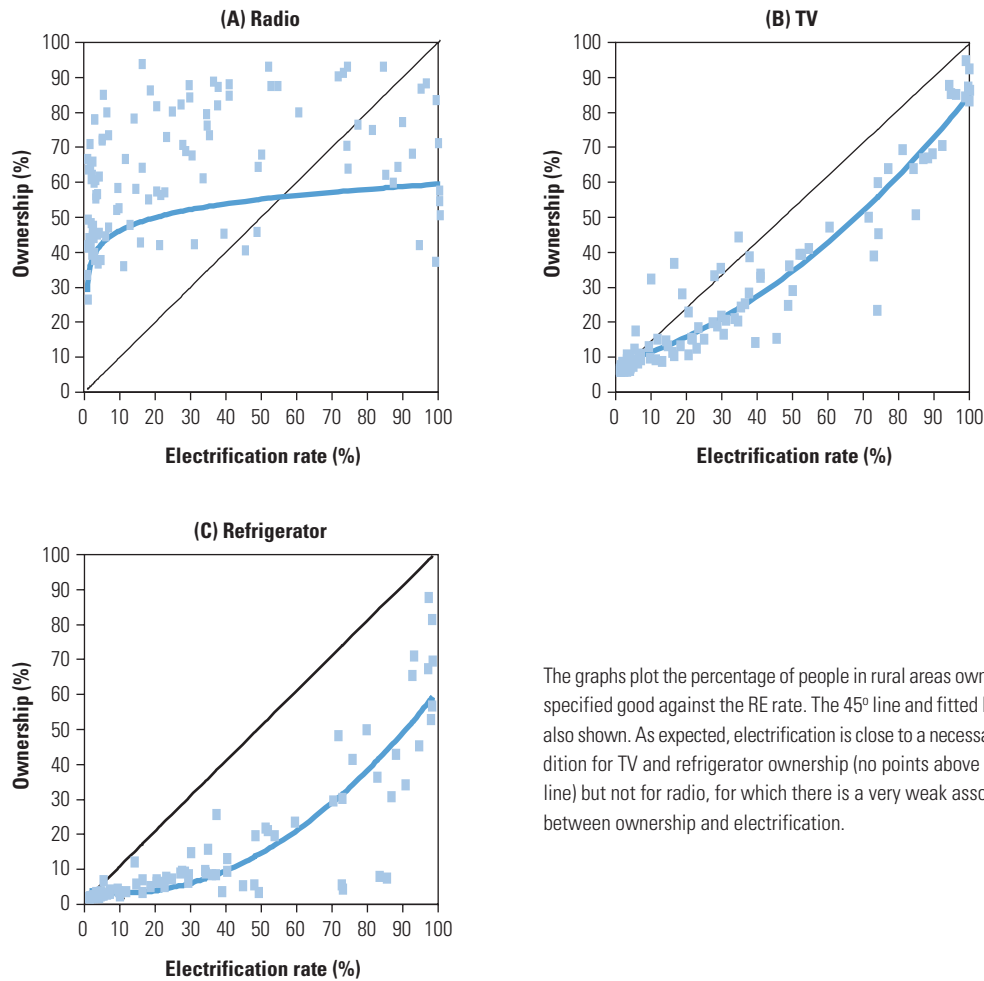 (A) Radio
100
90
80
70
60
50
40
30
20
10
0
Ownership (%)
0 10 20 30 40 50 60 70 80 90 100
Electrification rate (%)
(B) TV
100
90
80
70
60
50
40
30
20
10
0
Ownership (%)
0 10 20 30 40 50 60 70 80 90 100
Electrification rate (%)
(C) Refrigerator
100
90
80
70
60
50
40
30
20
10
0
Ownership (%)
0 10 20 30 40 50 60 70 80 90 100
Electrification rate (%)
The graphs plot the percentage of people in rural areas own
specified good against the RE rate. The 45º line and fitted
also shown. As expected, electrification is close to a necessa
dition for TV and refrigerator ownership (no points above
line) but not for radio, for which there is a very weak asso
between ownership and electrification.